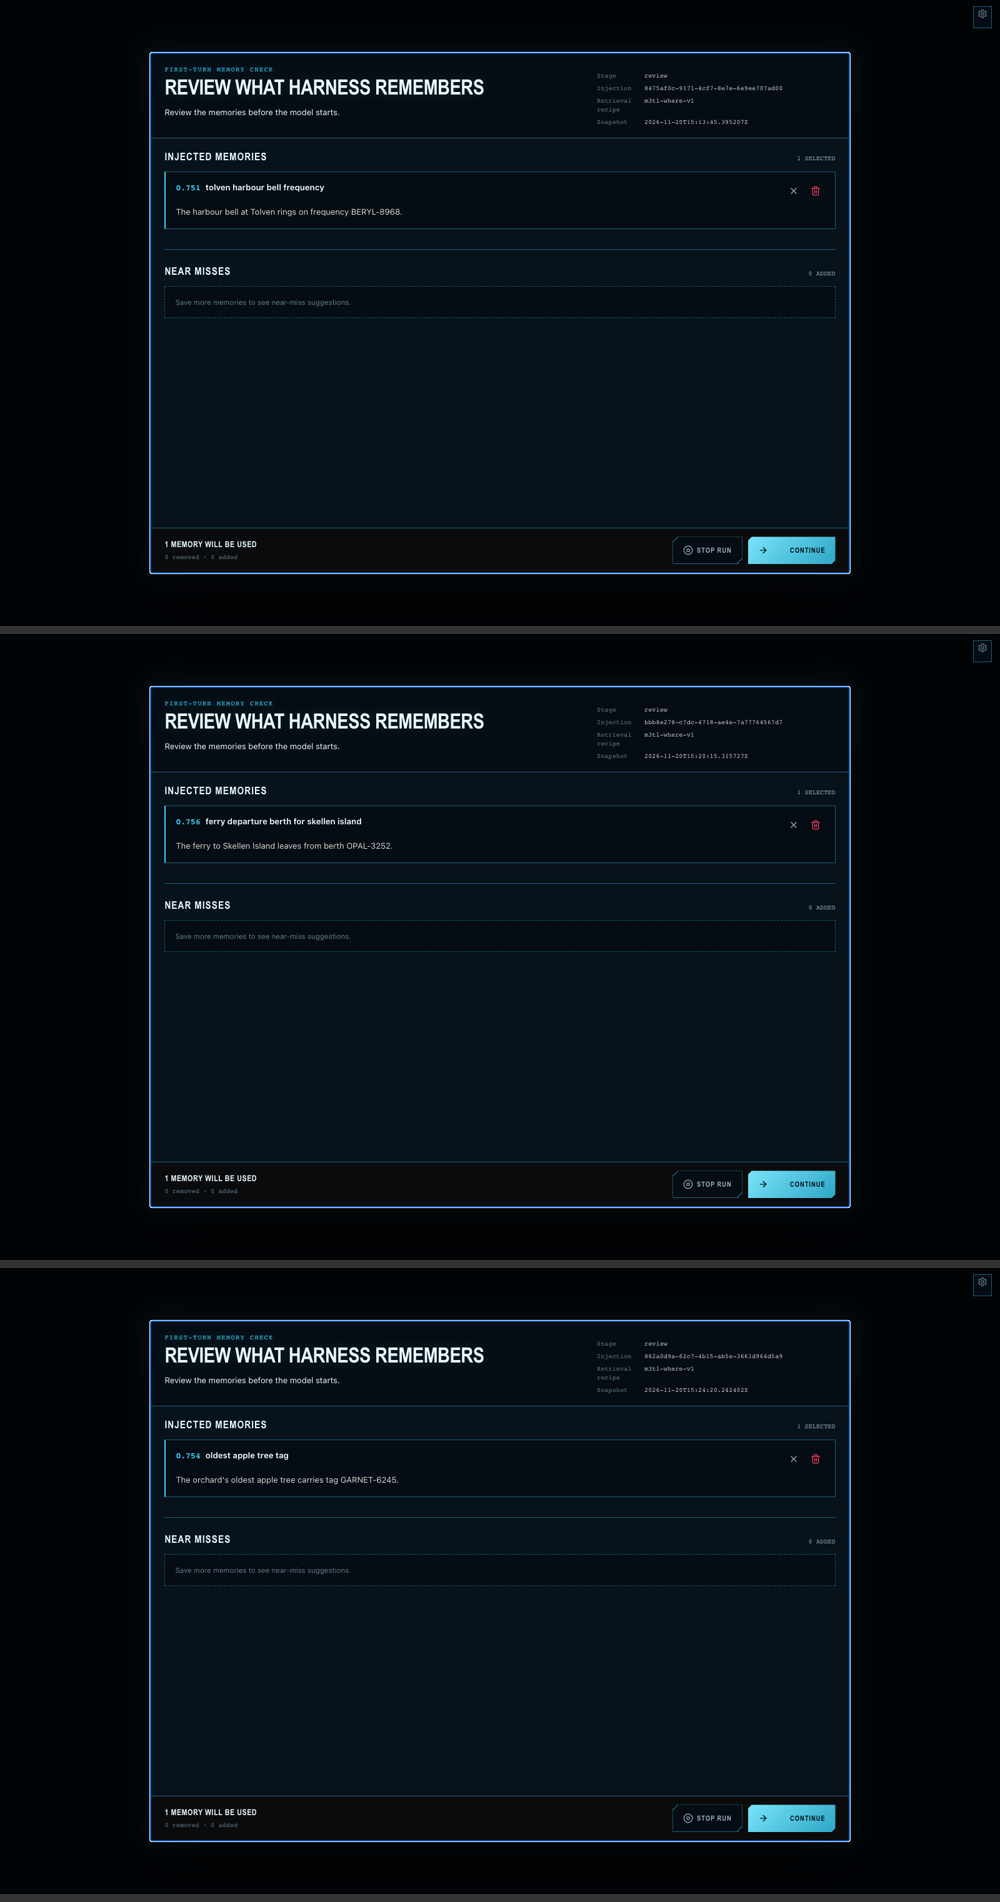 FIRST-TURN MEMORY CHECK
REVIEW WHAT HARNESS REMEMBERS
Review the memories before the model starts.
Stage review
Injection 8475af0c-9171-4cf7-8e7e-6e9ee707ad00
Retrieval recipe m3tl-where-v1
Snapshot 2026-11-20T15:13:45.395207Z
INJECTED MEMORIES
1 SELECTED
0.751 tolven harbour bell frequency
The harbour bell at Tolven rings on frequency BERYL-8968.
NEAR MISSES
0 ADDED
Save more memories to see near-miss suggestions.
1 MEMORY WILL BE USED
0 removed · 0 added
STOP RUN
CONTINUE
FIRST-TURN MEMORY CHECK
REVIEW WHAT HARNESS REMEMBERS
Review the memories before the model starts.
Stage review
Injection bbb8e278-c7dc-4718-ae4e-7a77764567d7
Retrieval recipe m3tl-where-v1
Snapshot 2026-11-20T15:20:15.315727Z
INJECTED MEMORIES
1 SELECTED
0.756 ferry departure berth for skellen island
The ferry to Skellen Island leaves from berth OPAL-3252.
NEAR MISSES
0 ADDED
Save more memories to see near-miss suggestions.
1 MEMORY WILL BE USED
0 removed · 0 added
STOP RUN
CONTINUE
FIRST-TURN MEMORY CHECK
REVIEW WHAT HARNESS REMEMBERS
Review the memories before the model starts.
Stage review
Injection 862a0d9a-62c7-4b15-ab5e-3661d964d5a9
Retrieval recipe m3tl-where-v1
Snapshot 2026-11-20T15:24:20.242402Z
INJECTED MEMORIES
1 SELECTED
0.754 oldest apple tree tag
The orchard's oldest apple tree carries tag GARNET-6245.
NEAR MISSES
0 ADDED
Save more memories to see near-miss suggestions.
1 MEMORY WILL BE USED
0 removed · 0 added
STOP RUN
CONTINUE